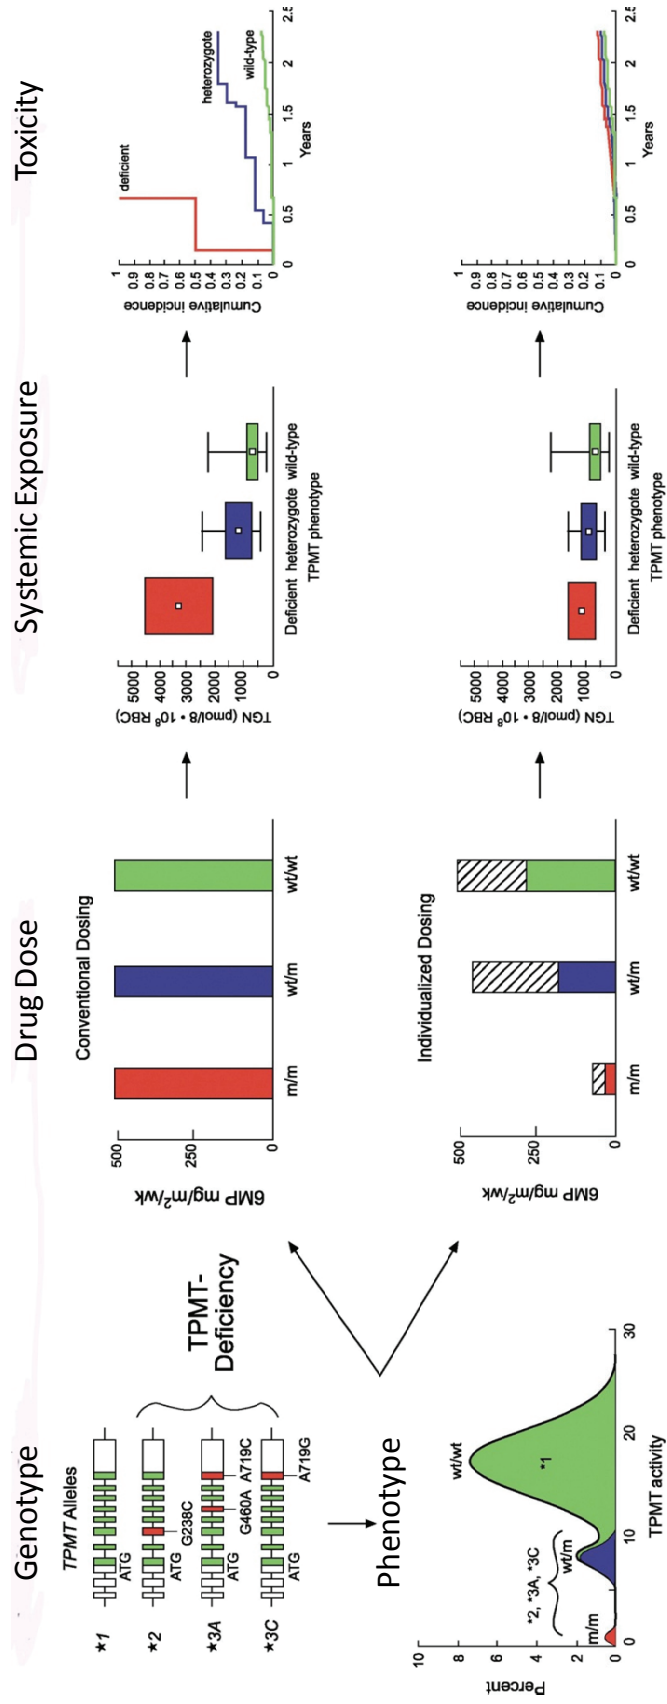 Genotype
Drug Dose
Systemic Exposure
Toxicity
TPMT Alleles
*1
ATG
*2
ATG
G238C
*3A
ATG
G460A
A719C
*3C
ATG
A719G
TPMT-
Deficiency
Phenotype
Percent
10
8
6
4
2
0
*2, *3A, *3C
m/m
wt/m
wt/wt
*1
0
10
20
30
TPMT activity
Conventional Dosing
6MP mg/m²/wk
500
250
0
m/m
wt/m
wt/wt
TGN (pmol/8 • 10⁸ RBC)
5000
4000
3000
2000
1000
0
Deficient heterozygote wild-type
TPMT phenotype
Cumulative incidence
1
0.9
0.8
0.7
0.6
0.5
0.4
0.3
0.2
0.1
0
deficient
heterozygote
wild-type
0
0.5
1
1.5
2
2.5
Years
Individualized Dosing
6MP mg/m²/wk
500
250
0
m/m
wt/m
wt/wt
TGN (pmol/8 • 10⁸ RBC)
5000
4000
3000
2000
1000
0
Deficient heterozygote wild-type
TPMT phenotype
Cumulative incidence
1
0.9
0.8
0.7
0.6
0.5
0.4
0.3
0.2
0.1
0
0
0.5
1
1.5
2
2.5
Years